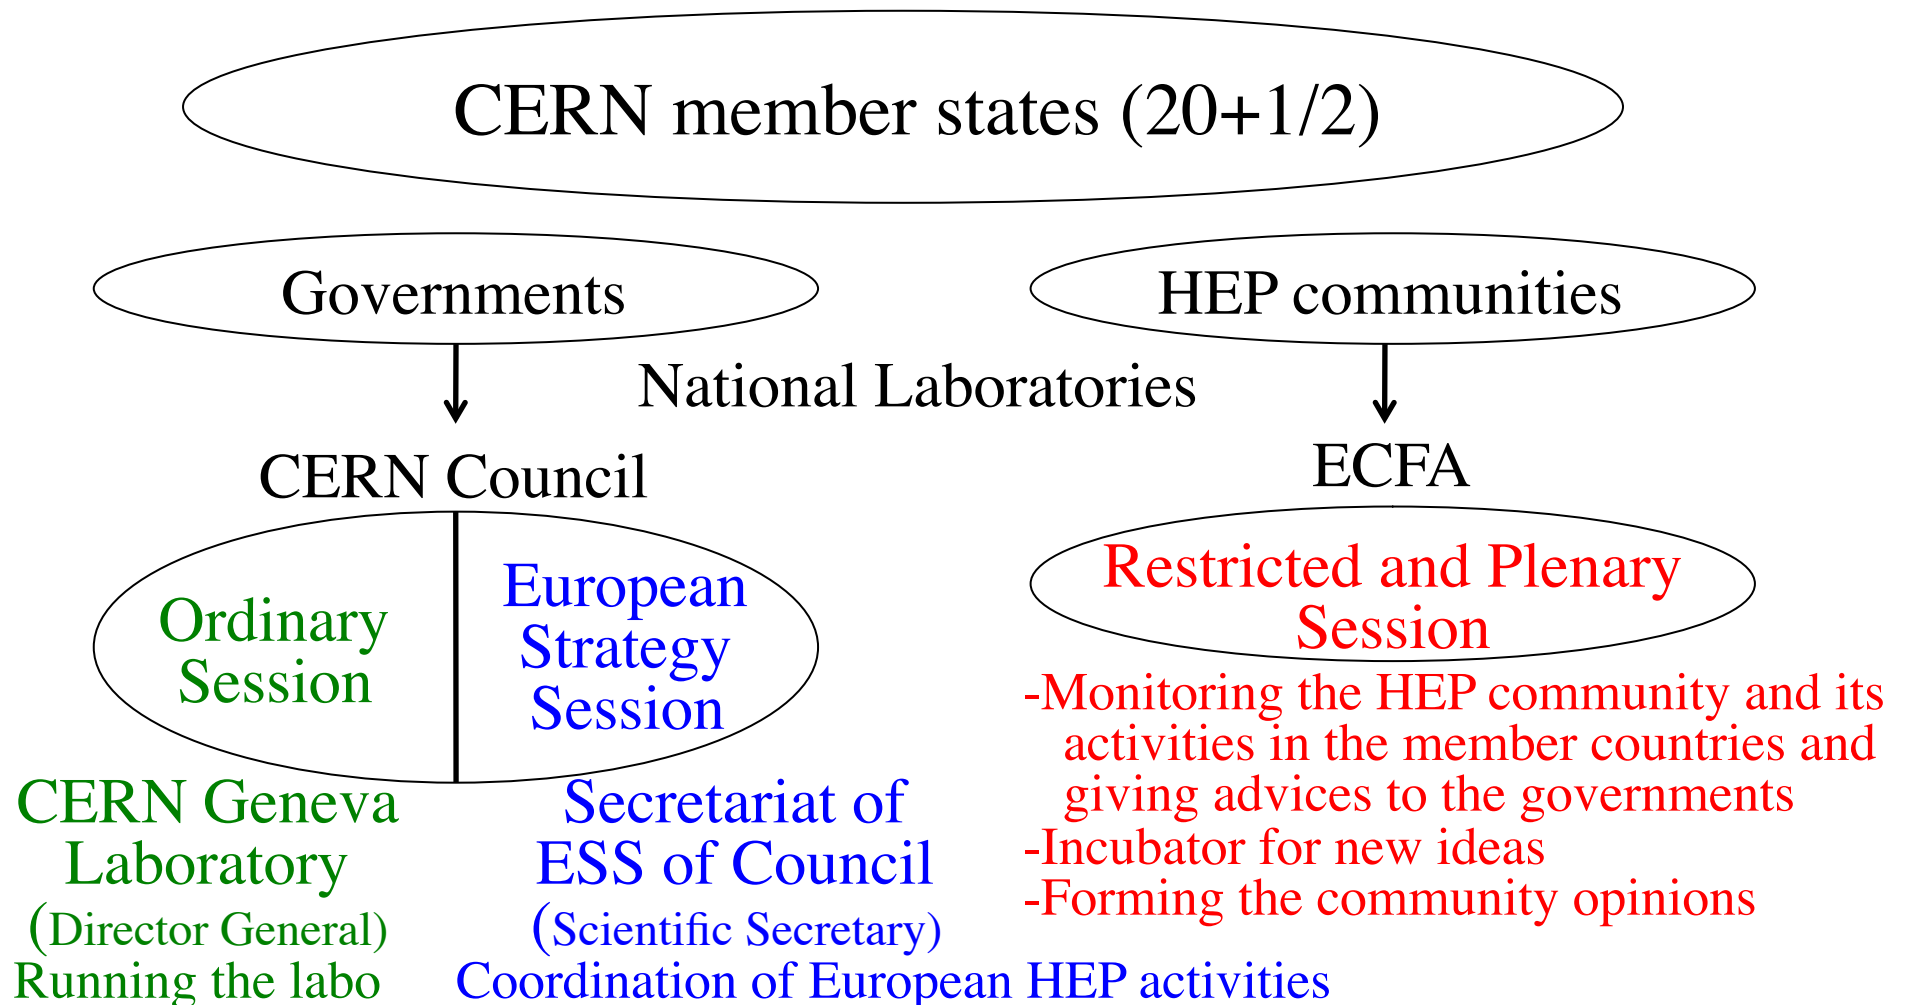 CERN member states (20+1/2)
Governments
HEP communities
National Laboratories
CERN Council
ECFA
Ordinary
Session
European
Strategy
Session
Restricted and Plenary
Session
CERN Geneva
Laboratory
(Director General)
Running the labo
Secretariat of
ESS of Council
(Scientific Secretary)
Coordination of European HEP activities
-Monitoring the HEP community and its
activities in the member countries and
giving advices to the governments
-Incubator for new ideas
-Forming the community opinions